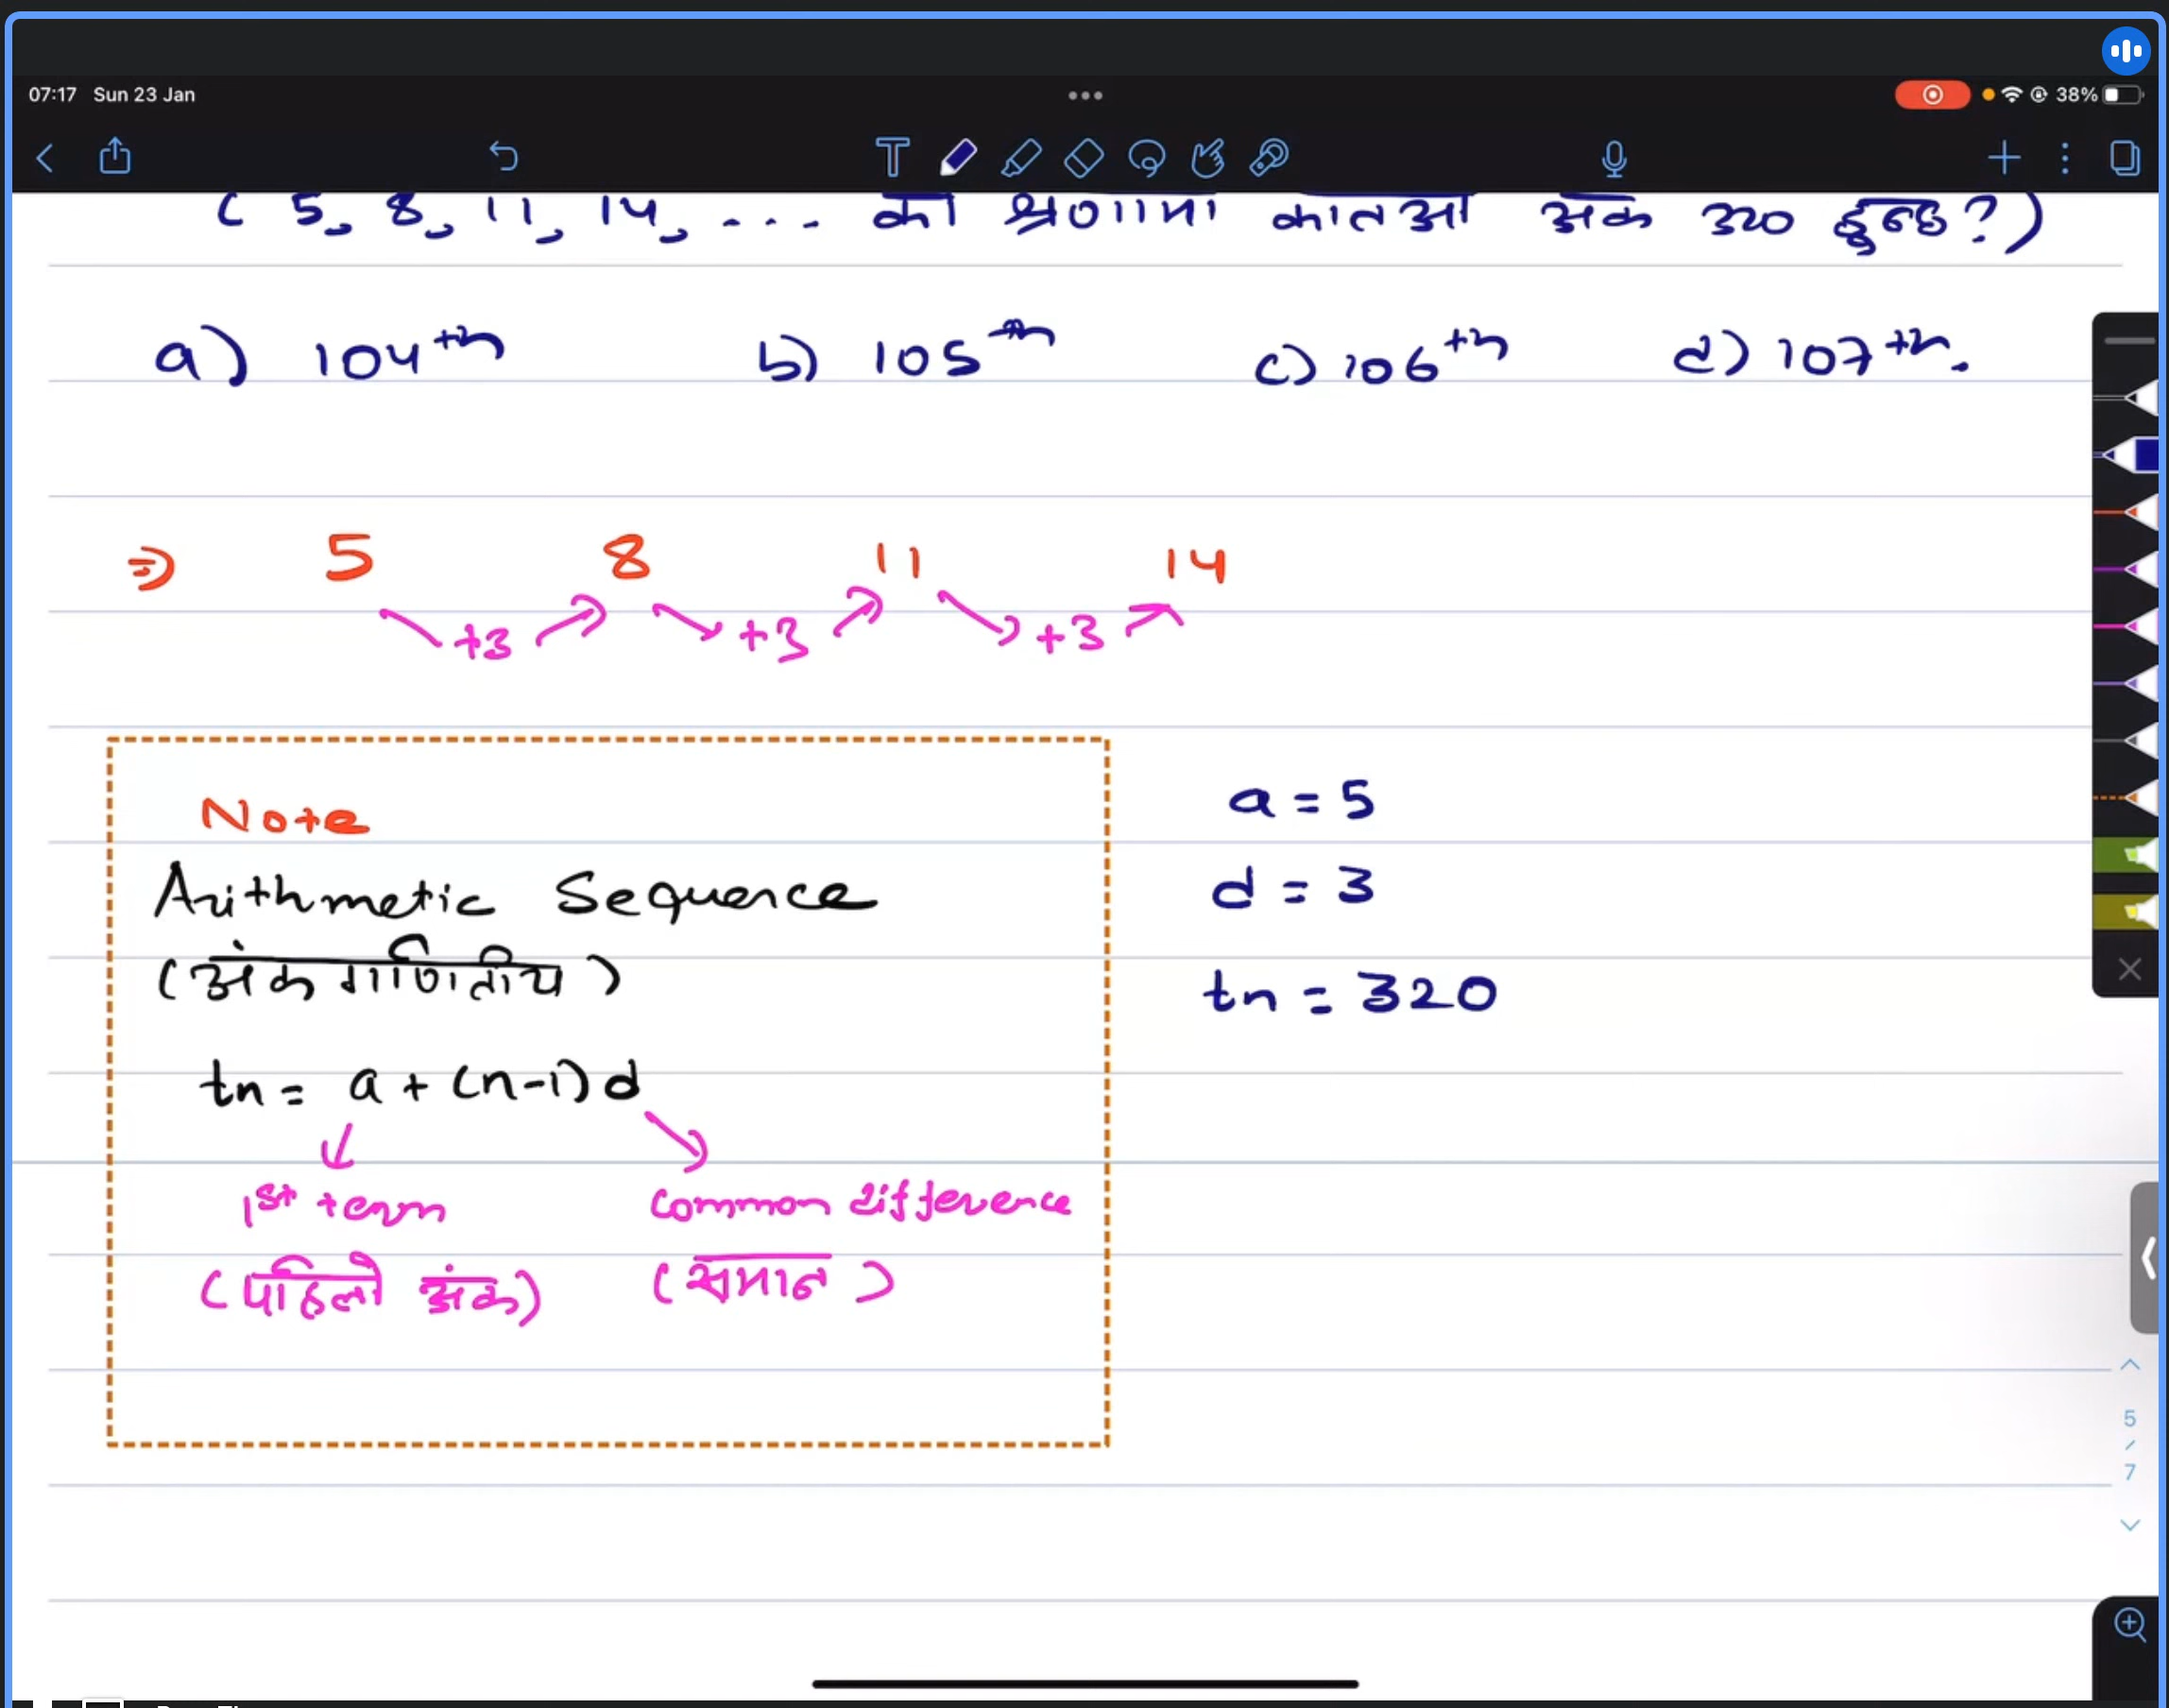 07:17 Sun 23 Jan
38%
( 5, 8, 11, 14, ... को श्रेणीमा कतिऔं अंक 320 हुन्छ ? )
a) 104th b) 105th c) 106th d) 107th.
⇒ 5 8 11 14
+3 +3 +3
Note
Arithmetic Sequence
(अंक गणितीय)
tn = a + (n-1)d
1st term common difference
(पहिलो अंक) (समान)
a = 5
d = 3
tn = 320
5
/
7